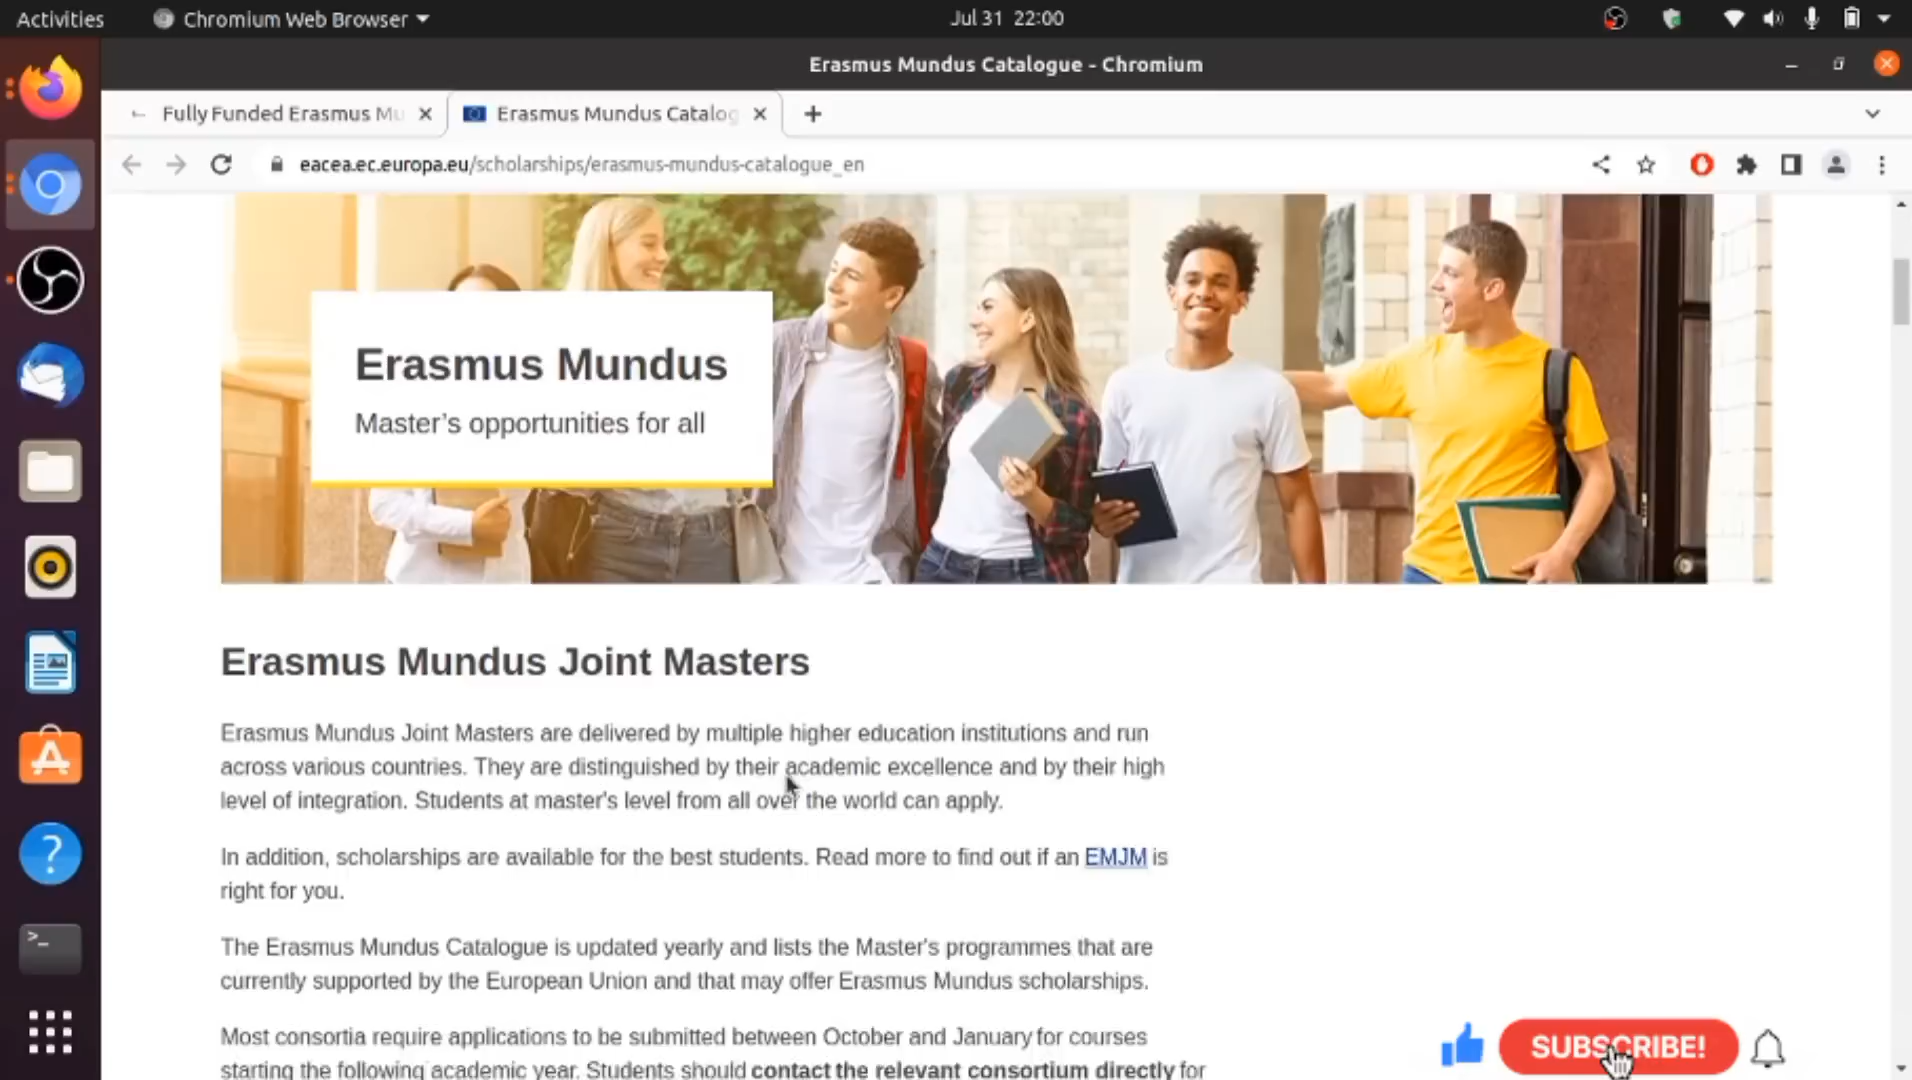 Activities Chromium Web Browser Jul 31 22:00
Erasmus Mundus Catalogue - Chromium
Fully Funded Erasmus Mu Erasmus Mundus Catalog
eacea.ec.europa.eu/scholarships/erasmus-mundus-catalogue_en
Erasmus Mundus
Master’s opportunities for all
Erasmus Mundus Joint Masters
Erasmus Mundus Joint Masters are delivered by multiple higher education institutions and run
across various countries. They are distinguished by their academic excellence and by their high
level of integration. Students at master's level from all over the world can apply.
In addition, scholarships are available for the best students. Read more to find out if an EMJM is
right for you.
The Erasmus Mundus Catalogue is updated yearly and lists the Master's programmes that are
currently supported by the European Union and that may offer Erasmus Mundus scholarships.
Most consortia require applications to be submitted between October and January for courses
starting the following academic year. Students should contact the relevant consortium directly for
SUBSCRIBE!